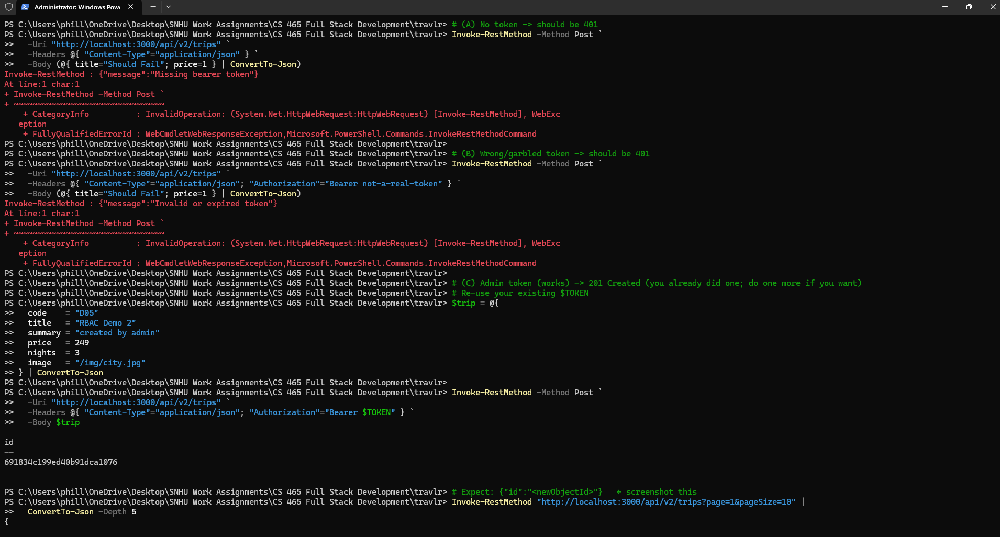 Administrator: Windows Powe
PS C:\Users\phill\OneDrive\Desktop\SNHU Work Assignments\CS 465 Full Stack Development\travlr> # (A) No token -> should be 401
PS C:\Users\phill\OneDrive\Desktop\SNHU Work Assignments\CS 465 Full Stack Development\travlr> Invoke-RestMethod -Method Post `
>>   -Uri "http://localhost:3000/api/v2/trips" `
>>   -Headers @{ "Content-Type"="application/json" } `
>>   -Body (@{ title="Should Fail"; price=1 } | ConvertTo-Json)
Invoke-RestMethod : {"message":"Missing bearer token"}
At line:1 char:1
+ Invoke-RestMethod -Method Post `
+ ~~~~~~~~~~~~~~~~~~~~~~~~~~~~~~~~
    + CategoryInfo          : InvalidOperation: (System.Net.HttpWebRequest:HttpWebRequest) [Invoke-RestMethod], WebExc
   eption
    + FullyQualifiedErrorId : WebCmdletWebResponseException,Microsoft.PowerShell.Commands.InvokeRestMethodCommand
PS C:\Users\phill\OneDrive\Desktop\SNHU Work Assignments\CS 465 Full Stack Development\travlr>
PS C:\Users\phill\OneDrive\Desktop\SNHU Work Assignments\CS 465 Full Stack Development\travlr> # (B) Wrong/garbled token -> should be 401
PS C:\Users\phill\OneDrive\Desktop\SNHU Work Assignments\CS 465 Full Stack Development\travlr> Invoke-RestMethod -Method Post `
>>   -Uri "http://localhost:3000/api/v2/trips" `
>>   -Headers @{ "Content-Type"="application/json"; "Authorization"="Bearer not-a-real-token" } `
>>   -Body (@{ title="Should Fail"; price=1 } | ConvertTo-Json)
Invoke-RestMethod : {"message":"Invalid or expired token"}
At line:1 char:1
+ Invoke-RestMethod -Method Post `
+ ~~~~~~~~~~~~~~~~~~~~~~~~~~~~~~~~
    + CategoryInfo          : InvalidOperation: (System.Net.HttpWebRequest:HttpWebRequest) [Invoke-RestMethod], WebExc
   eption
    + FullyQualifiedErrorId : WebCmdletWebResponseException,Microsoft.PowerShell.Commands.InvokeRestMethodCommand
PS C:\Users\phill\OneDrive\Desktop\SNHU Work Assignments\CS 465 Full Stack Development\travlr>
PS C:\Users\phill\OneDrive\Desktop\SNHU Work Assignments\CS 465 Full Stack Development\travlr> # (C) Admin token (works) -> 201 Created (you already did one; do one more if you want)
PS C:\Users\phill\OneDrive\Desktop\SNHU Work Assignments\CS 465 Full Stack Development\travlr> # Re-use your existing $TOKEN
PS C:\Users\phill\OneDrive\Desktop\SNHU Work Assignments\CS 465 Full Stack Development\travlr> $trip = @{
>>   code    = "D05"
>>   title   = "RBAC Demo 2"
>>   summary = "created by admin"
>>   price   = 249
>>   nights  = 3
>>   image   = "/img/city.jpg"
>> } | ConvertTo-Json
PS C:\Users\phill\OneDrive\Desktop\SNHU Work Assignments\CS 465 Full Stack Development\travlr>
PS C:\Users\phill\OneDrive\Desktop\SNHU Work Assignments\CS 465 Full Stack Development\travlr> Invoke-RestMethod -Method Post `
>>   -Uri "http://localhost:3000/api/v2/trips" `
>>   -Headers @{ "Content-Type"="application/json"; "Authorization"="Bearer $TOKEN" } `
>>   -Body $trip
id
--
691834c199ed40b91dca1076
PS C:\Users\phill\OneDrive\Desktop\SNHU Work Assignments\CS 465 Full Stack Development\travlr> # Expect: {"id":"<newObjectId>"}   ← screenshot this
PS C:\Users\phill\OneDrive\Desktop\SNHU Work Assignments\CS 465 Full Stack Development\travlr> Invoke-RestMethod "http://localhost:3000/api/v2/trips?page=1&pageSize=10" |
>>   ConvertTo-Json -Depth 5
{